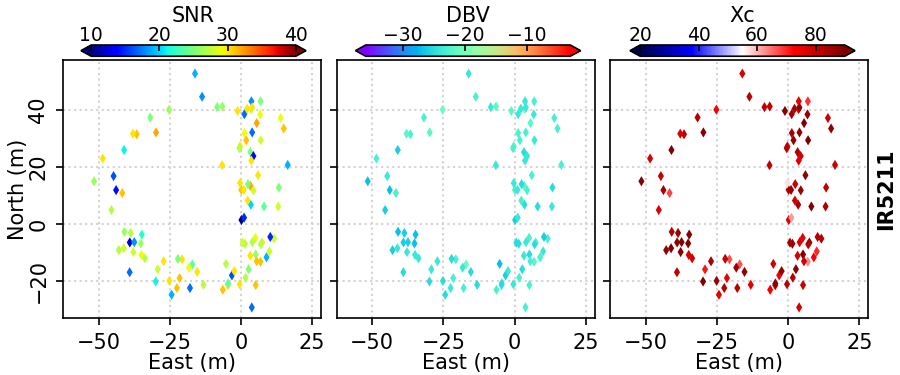 SNR DBV Xc
10 20 30 40 −30 −20 −10 20 40 60 80
North (m)
40
20
0
−20
−50 −25 0 25 −50 −25 0 25 −50 −25 0 25
East (m) East (m) East (m)
IR5211